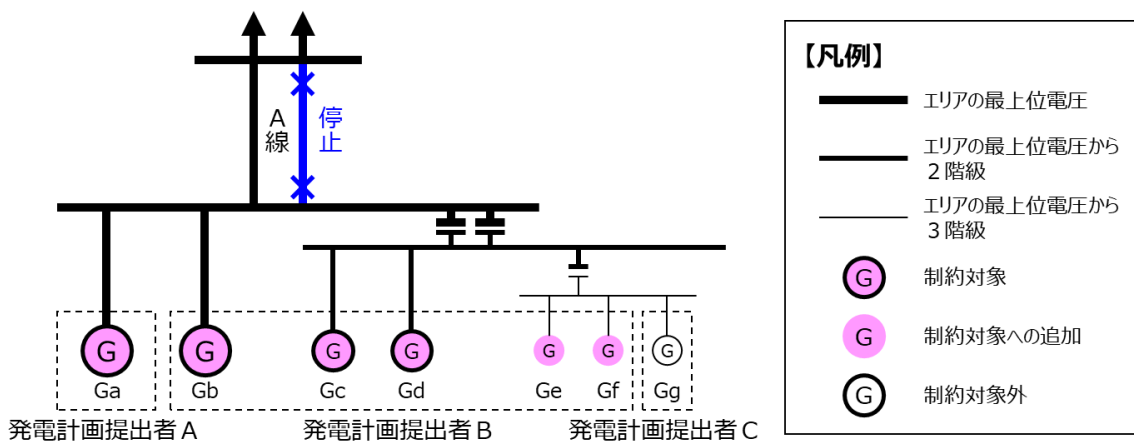 A線
停止
G
G
G
G
G
G
G
Ga
Gb
Gc
Gd
Ge
Gf
Gg
発電計画提出者A
発電計画提出者B
発電計画提出者C
【凡例】
エリアの最上位電圧
エリアの最上位電圧から
2階級
エリアの最上位電圧から
3階級
G
制約対象
G
制約対象への追加
G
制約対象外